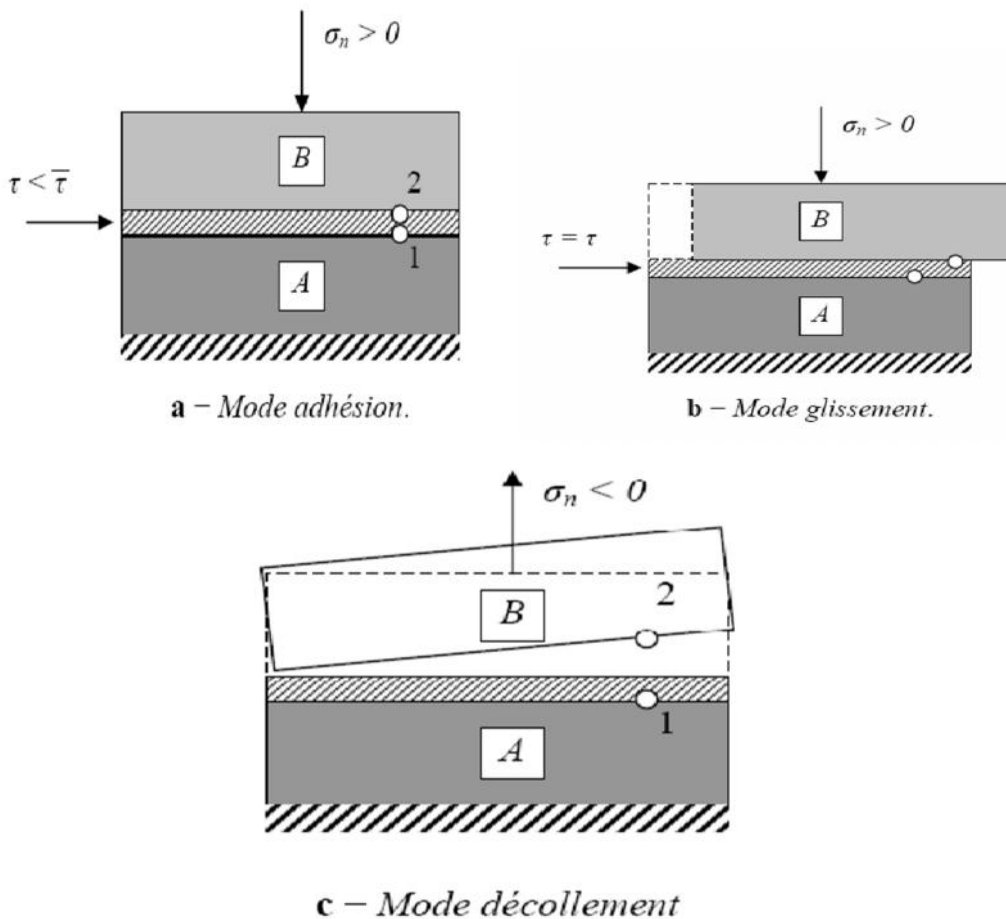 σₙ > 0
B
τ < τ̅
2
1
A
a – Mode adhésion.
σₙ > 0
B
τ = τ
A
b – Mode glissement.
σₙ < 0
2
B
1
A
c – Mode décollement